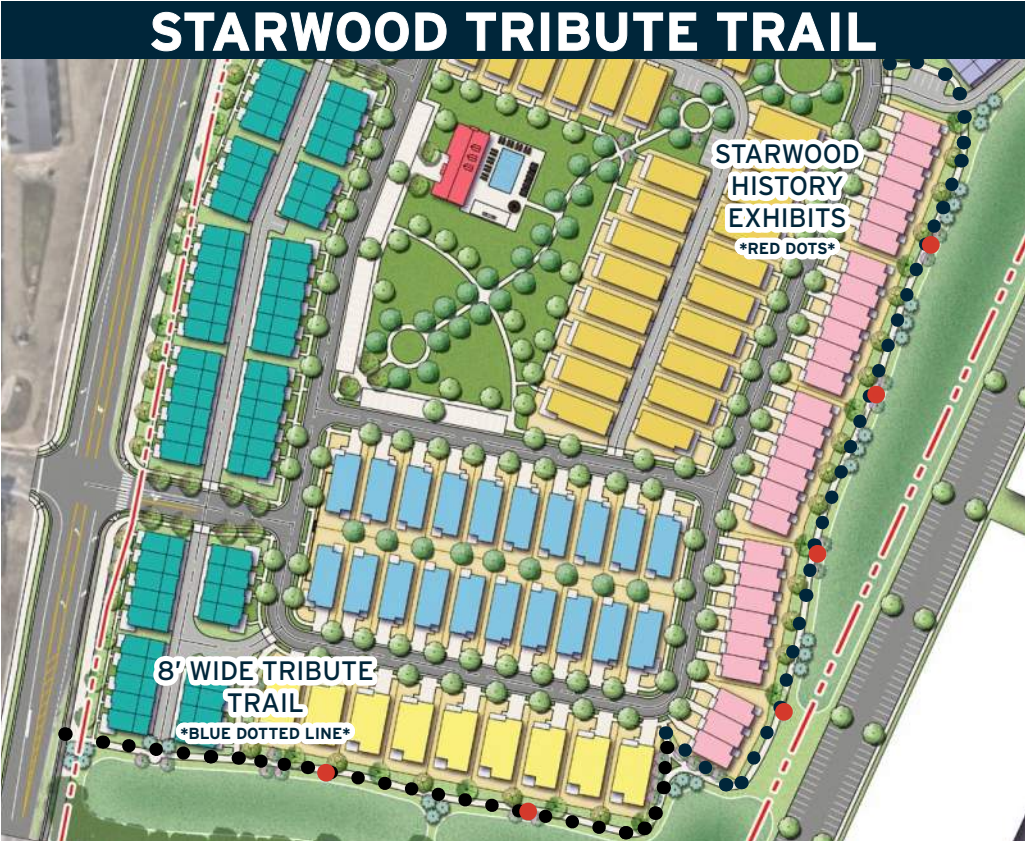 STARWOOD TRIBUTE TRAIL
STARWOOD
HISTORY
EXHIBITS
*RED DOTS*
8' WIDE TRIBUTE
TRAIL
*BLUE DOTTED LINE*